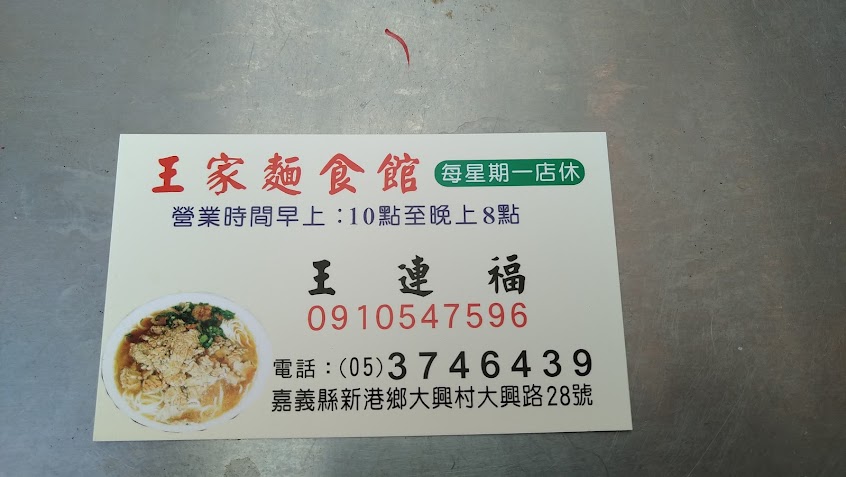 王家麵食館 每星期一店休
營業時間早上：10點至晚上8點
王連福
0910547596
電話：(05)3746439
嘉義縣新港鄉大興村大興路28號